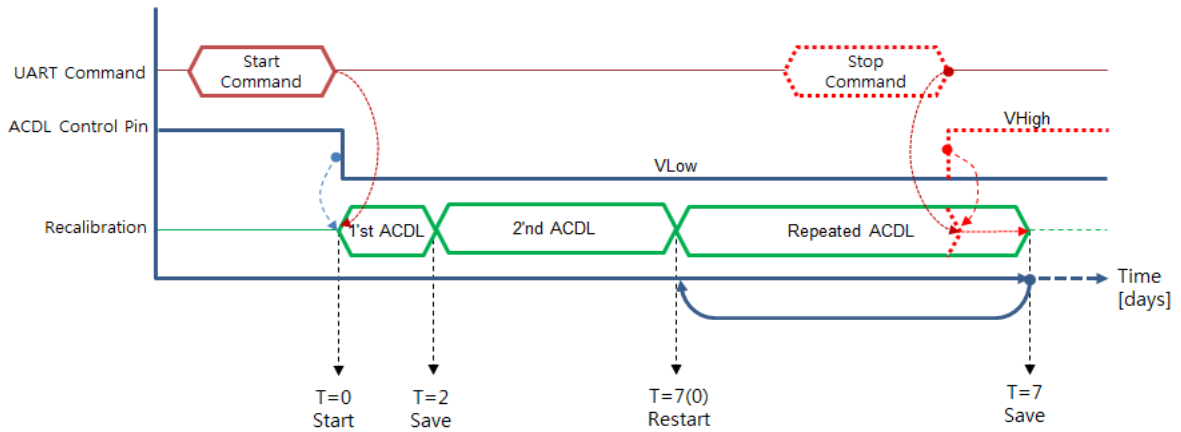 Start
Command
Stop
Command
UART Command
ACDL Control Pin
VHigh
VLow
Recalibration
1'st ACDL
2'nd ACDL
Repeated ACDL
Time
[days]
T=0
Start
T=2
Save
T=7(0)
Restart
T=7
Save